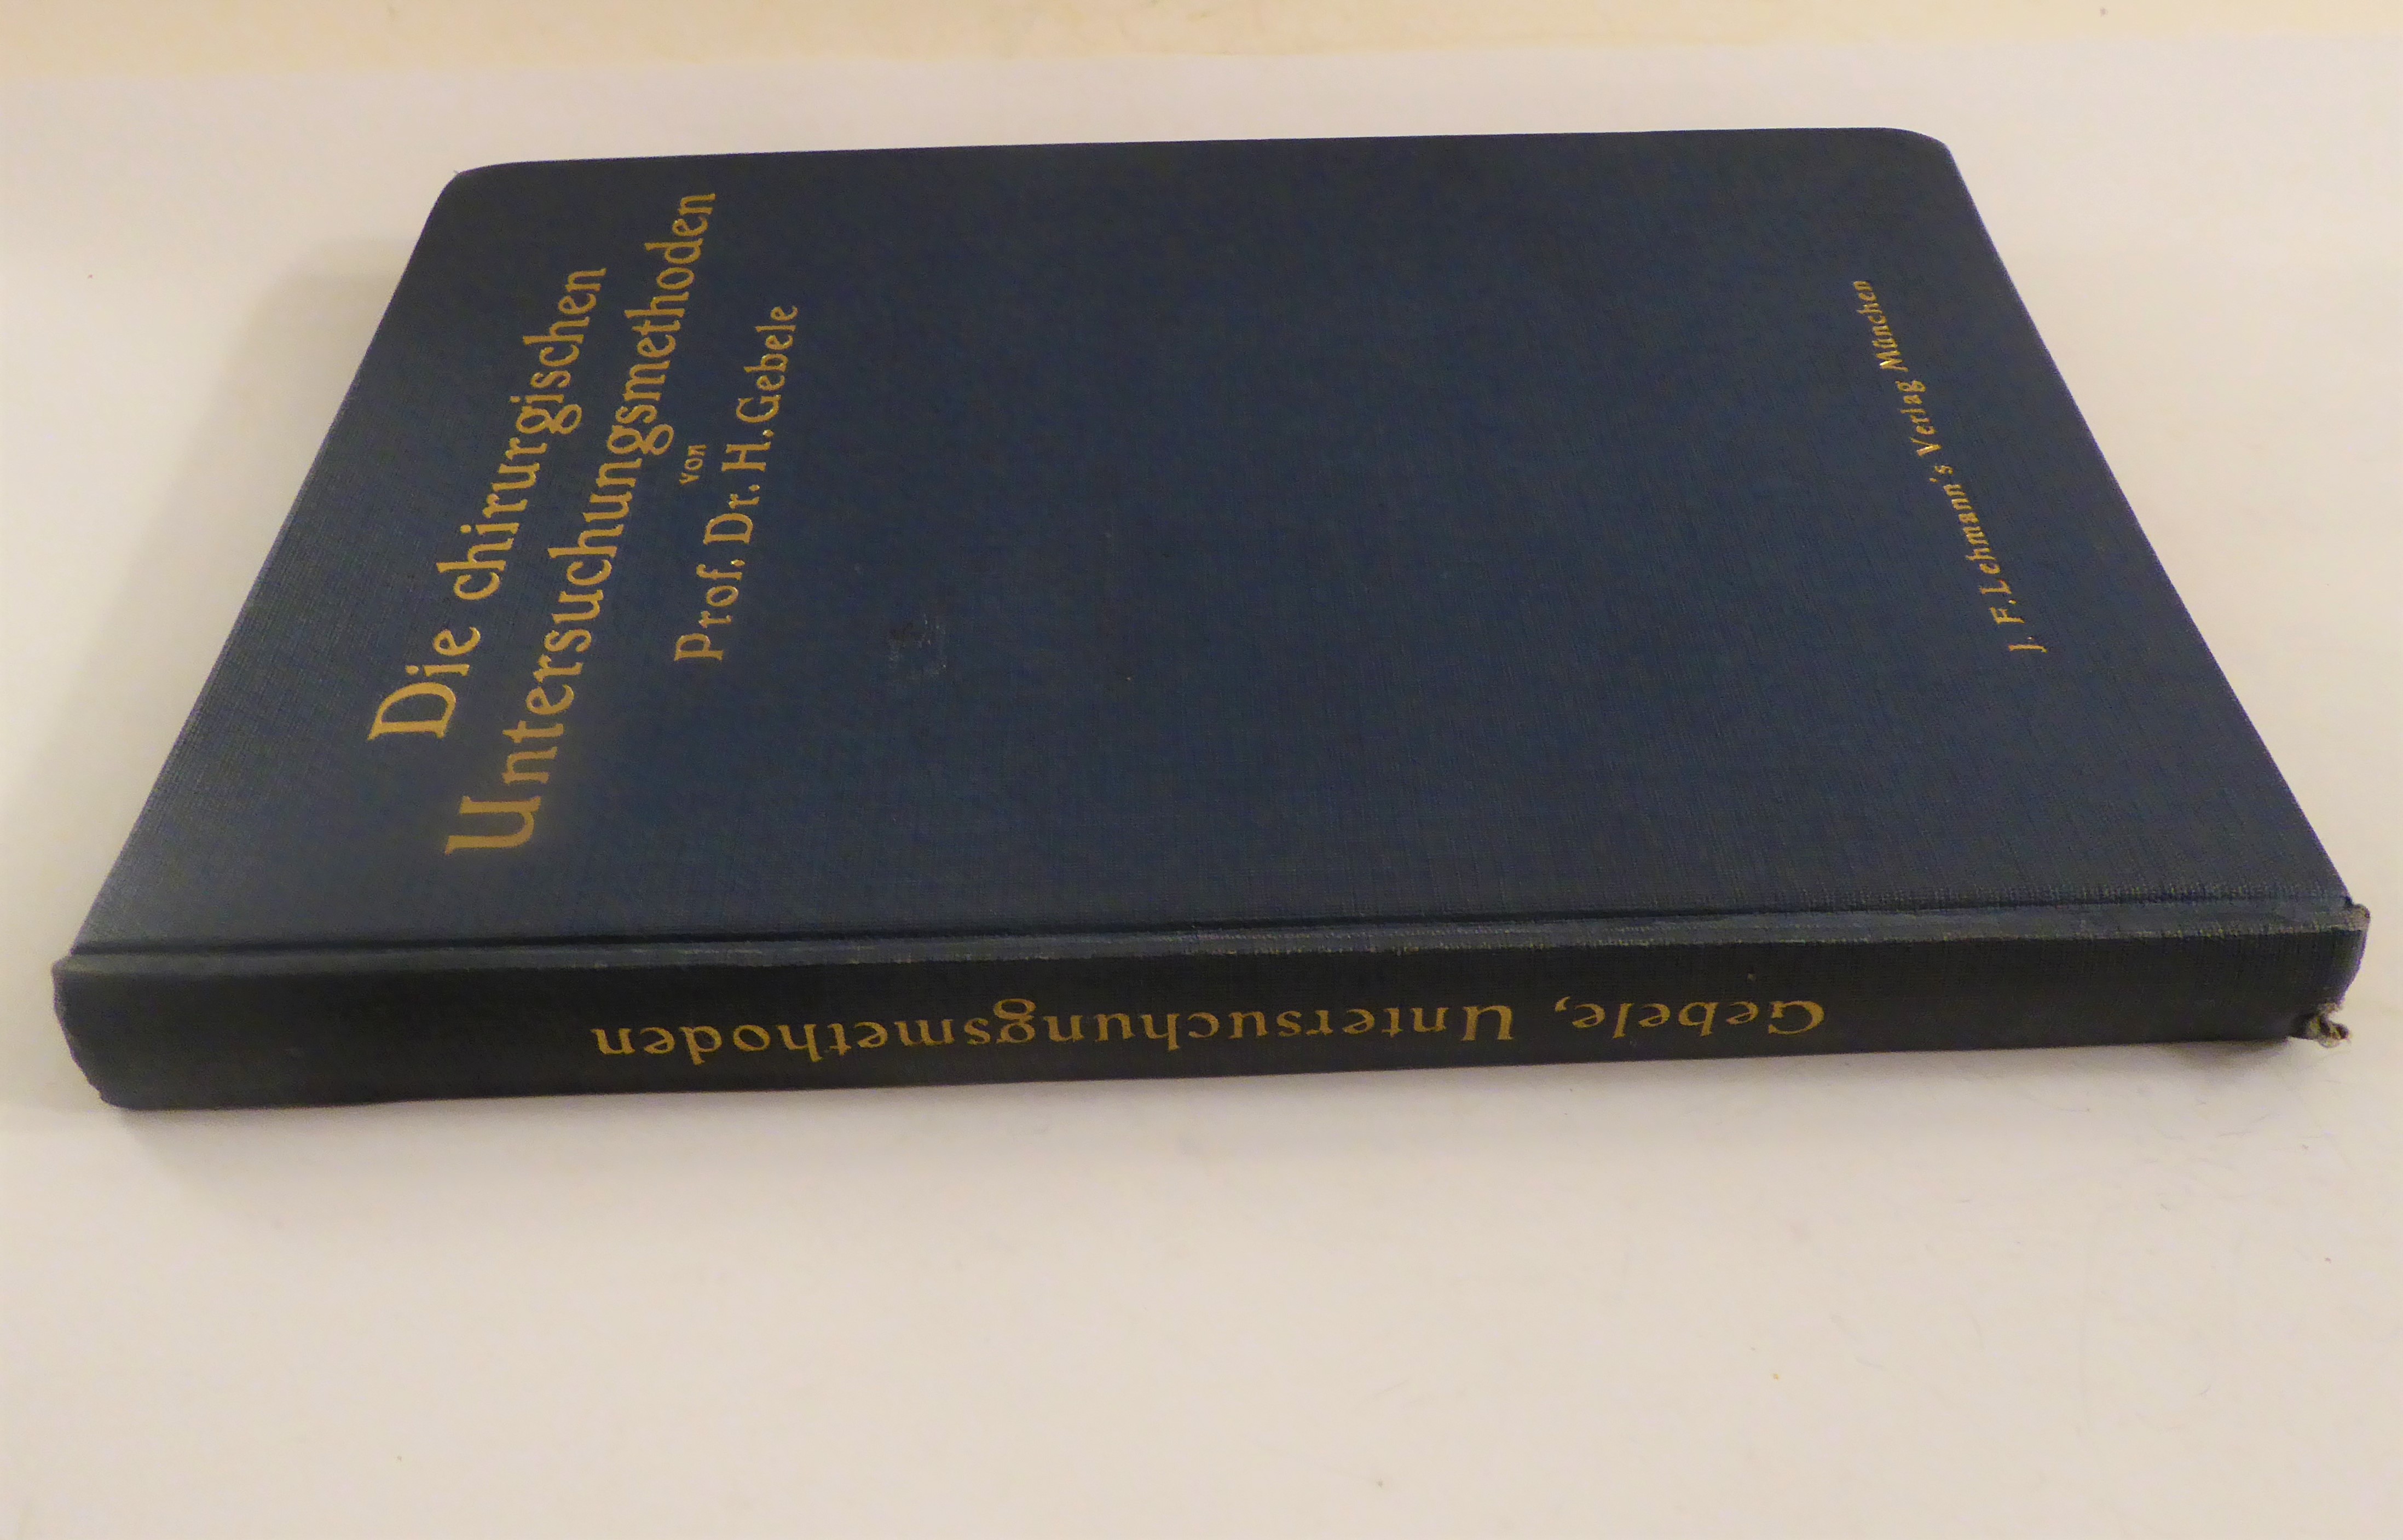 Die chirurgischen
Untersuchungsmethoden
von
Prof. Dr. H. Gebele
J. F. Lehmann's Verlag München
Gebele, Untersuchungsmethoden